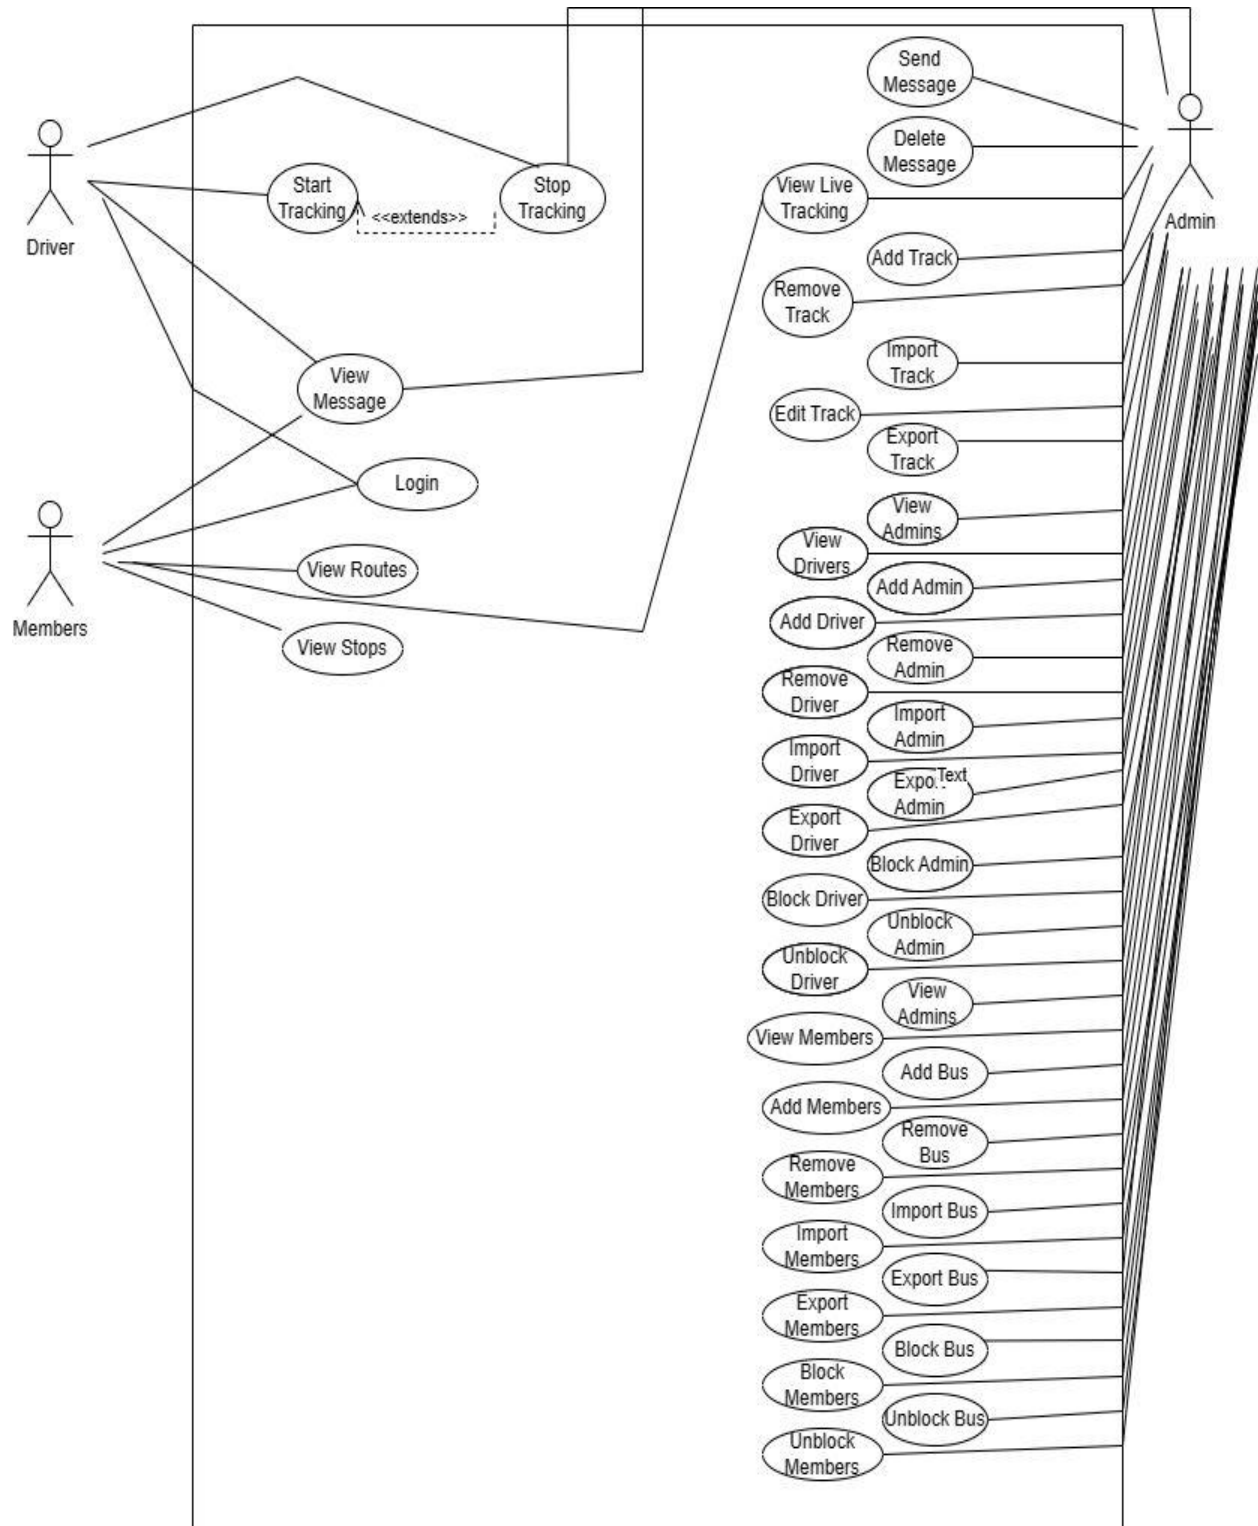 Send
Message
Delete
Message
View Live
Tracking
Start
Tracking
<<extends>>
Stop
Tracking
Driver
Admin
Add Track
Remove
Track
Import
Track
View
Message
Edit Track
Export
Track
Login
View
Admins
View
Drivers
View Routes
Add Admin
Members
Add Driver
View Stops
Remove
Admin
Remove
Driver
Import
Admin
Import
Driver
Text
Admin
Export
Driver
Block Admin
Block Driver
Unblock
Admin
Unblock
Driver
View
Admins
View Members
Add Bus
Add Members
Remove
Bus
Remove
Members
Import Bus
Import
Members
Export Bus
Export
Members
Block Bus
Block
Members
Unblock Bus
Unblock
Members